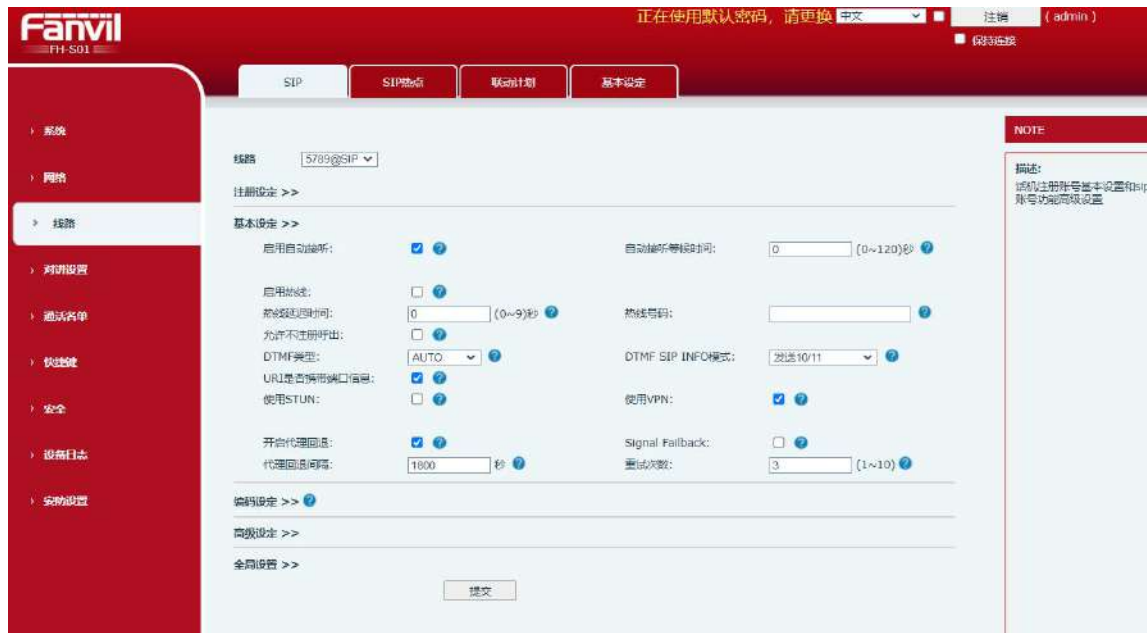 Fanvil
FH-S01
正在使用默认密码，请更换 中文 注销 ( admin )
保持连接
SIP SIP热点 联动计划 基本设定
系统
网络
线路
对讲设置
通话名单
快捷键
安全
设备日志
安防设置
线路 5789@SIP
注册设定 >>
基本设定 >>
启用自动接听: 自动接听等候时间: 0 (0~120)秒
启用热线:
热线延迟时间: 0 (0~9)秒 热线号码:
允许不注册呼出:
DTMF类型: AUTO DTMF SIP INFO模式: 发送10/11
URI是否携带端口信息:
使用STUN: 使用VPN:
开启代理回退: Signal Failback:
代理回退间隔: 1800 秒 重试次数: 3 (1~10)
编码设定 >>
高级设定 >>
全局设置 >>
提交
NOTE
描述:
话机注册账号基本设置和sip
账号功能高级设置